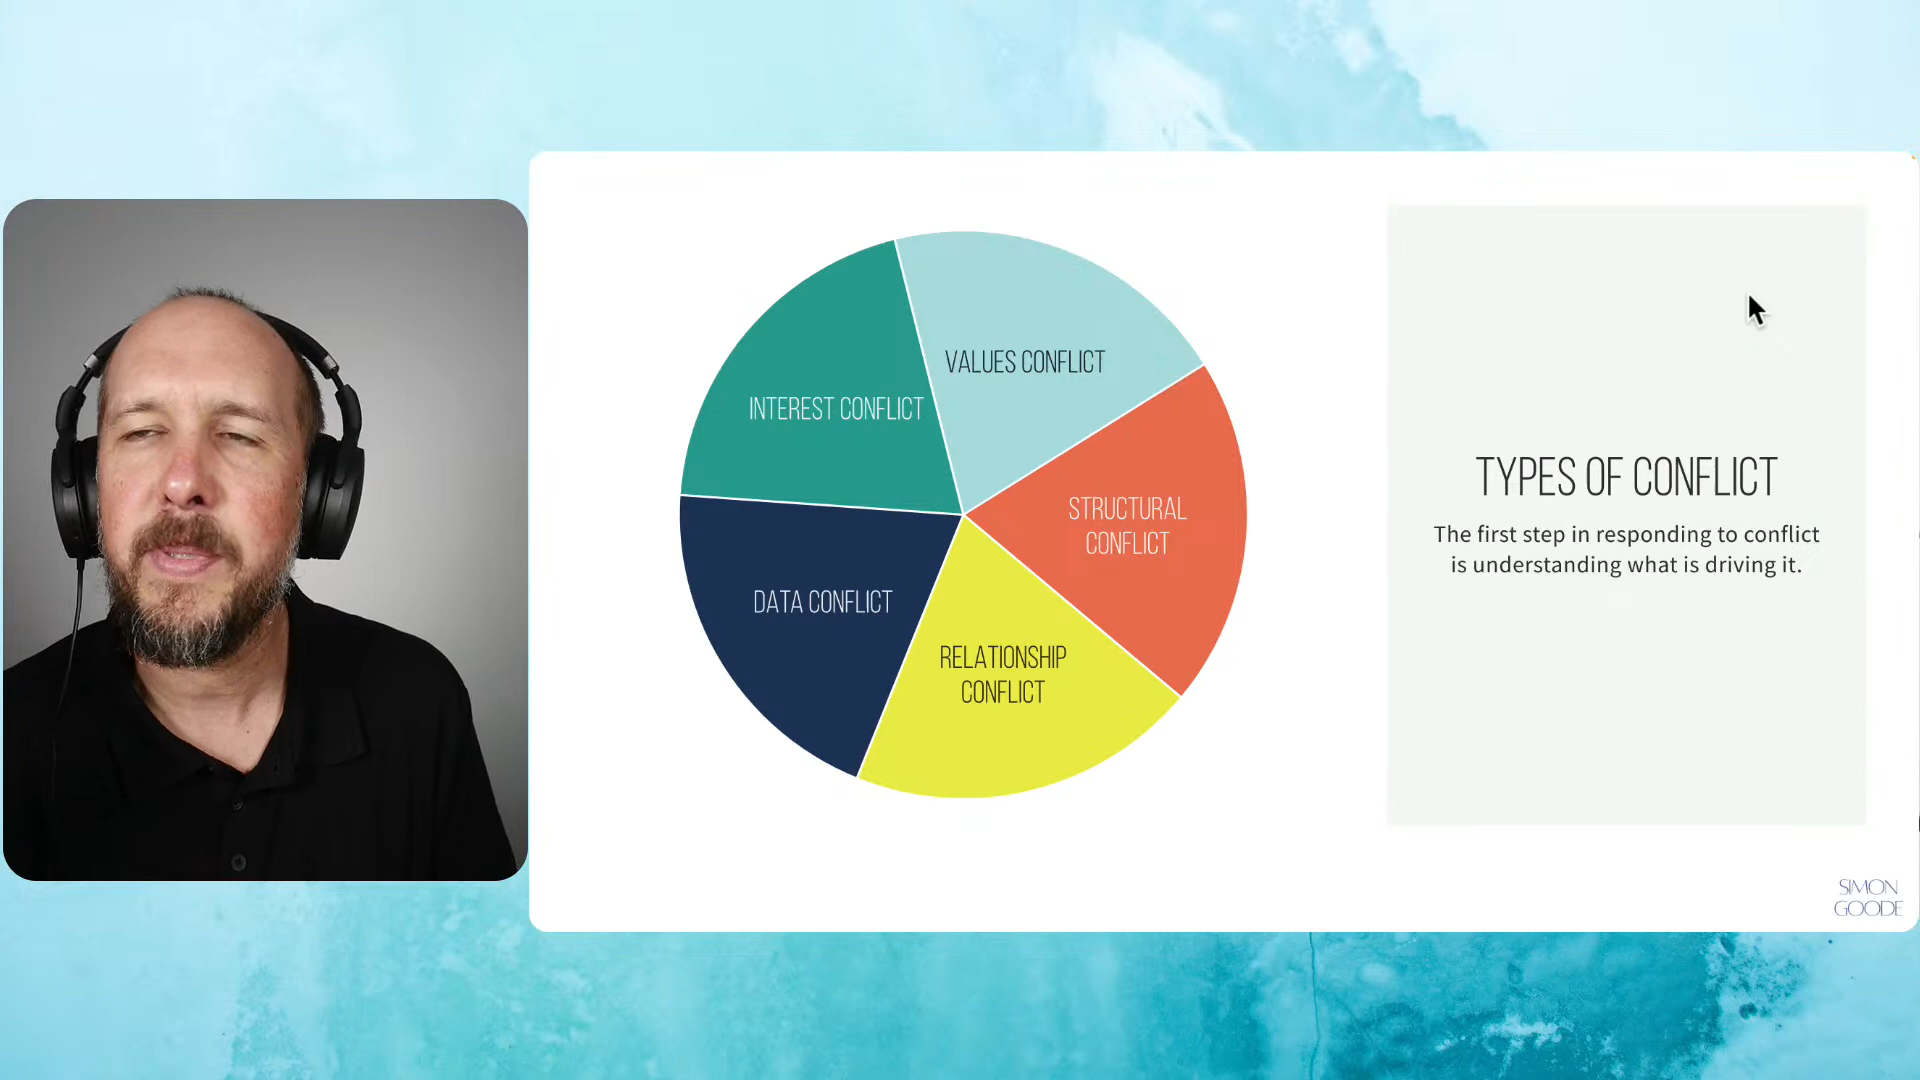 VALUES CONFLICT
INTEREST CONFLICT
STRUCTURAL
CONFLICT
DATA CONFLICT
RELATIONSHIP
CONFLICT
TYPES OF CONFLICT
The first step in responding to conflict
is understanding what is driving it.
SIMON
GOODE